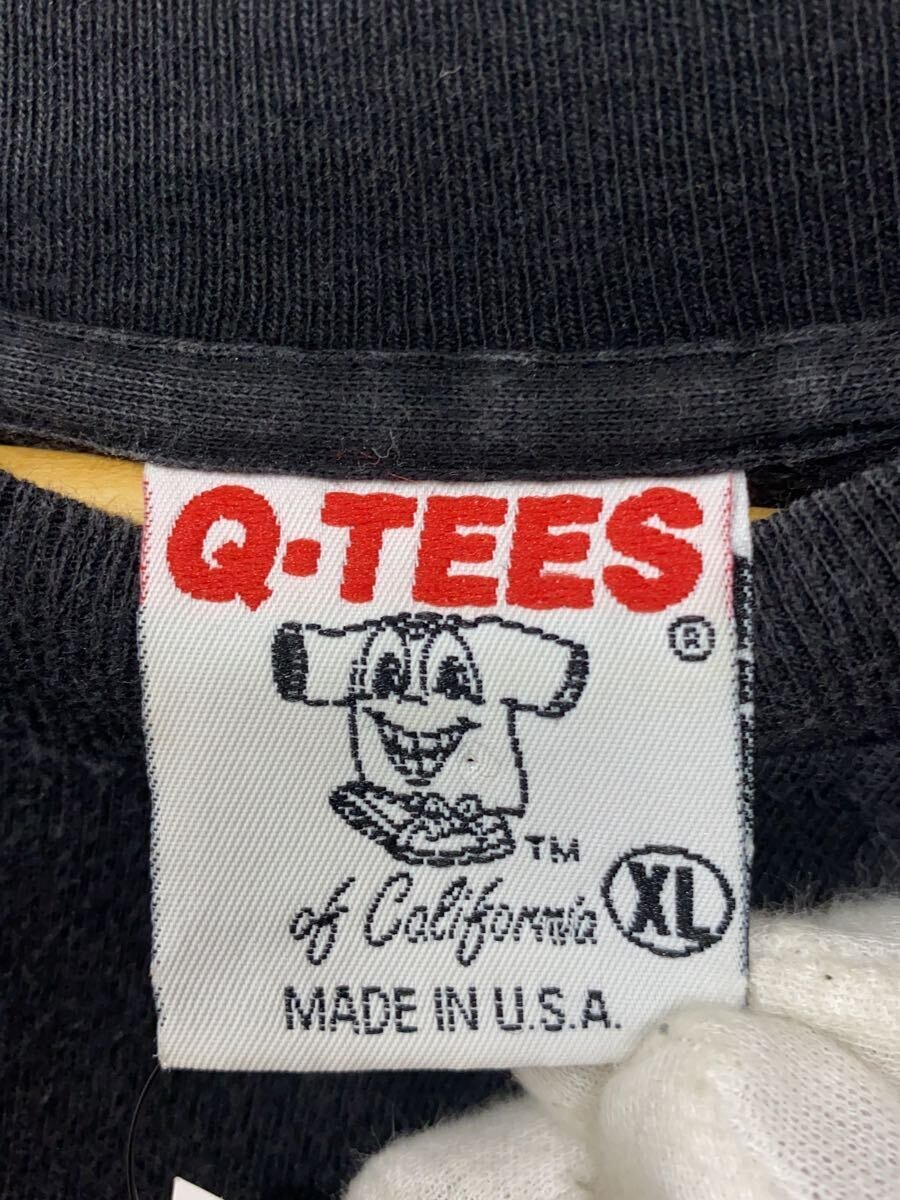 Q·TEES
®
TM
of California XL
MADE IN U.S.A.